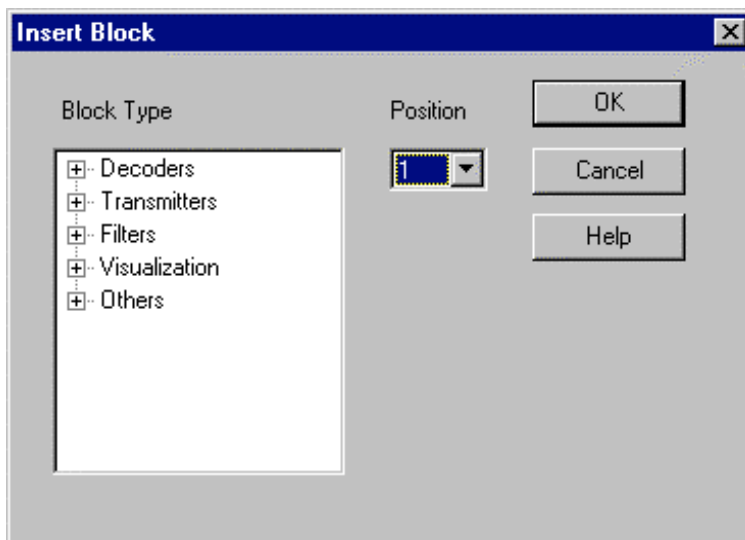 Insert Block
Block Type
Position
OK
Decoders
Transmitters
Filters
Visualization
Others
1
Cancel
Help